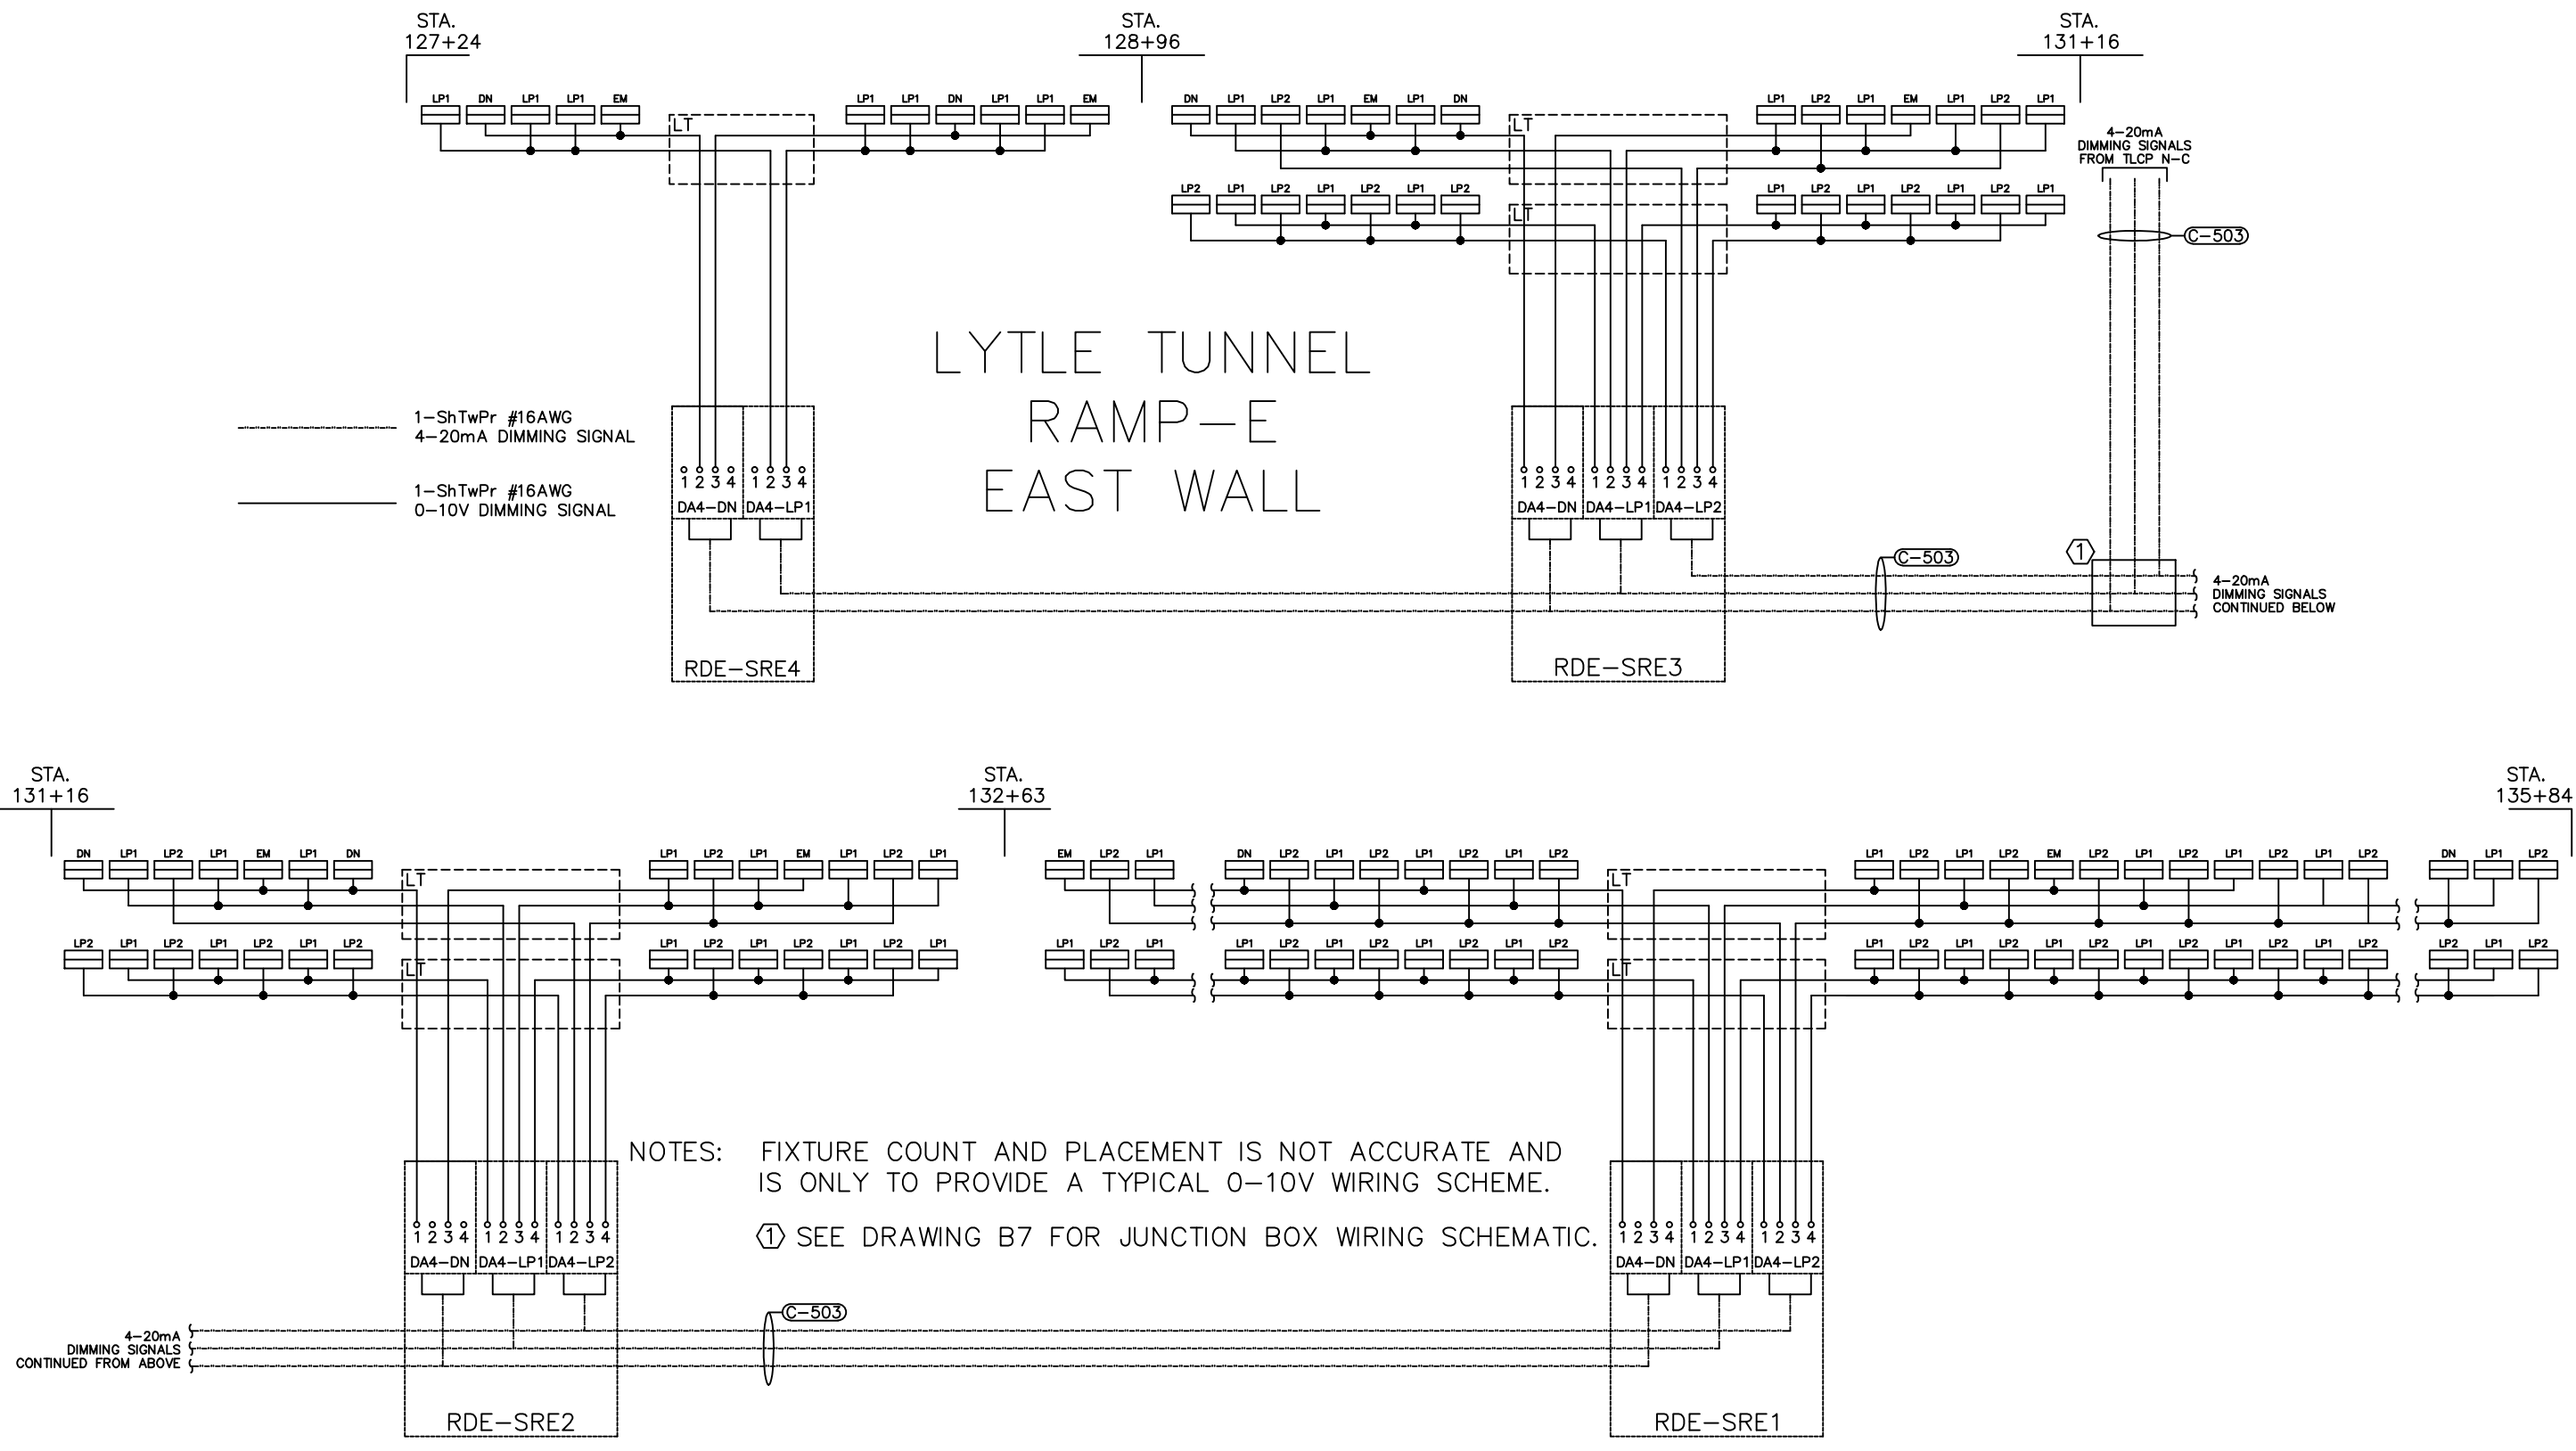 STA.
127+24
STA.
128+96
STA.
131+16
LP1 DN LP1 LP1 EM
LP1 LP1 DN LP1 LP1 EM
DN LP1 LP2 LP1 EM LP1 DN
LP1 LP2 LP1 EM LP1 LP2 LP1
LT
LT
4-20mA
DIMMING SIGNALS
FROM TLCP N-C
LP2 LP1 LP2 LP1 LP2 LP1 LP2
LP1 LP2 LP1 LP2 LP1 LP2 LP1
LT
C-503
LYTLE TUNNEL
RAMP-E
EAST WALL
1-ShTwPr #16AWG
4-20mA DIMMING SIGNAL
1-ShTwPr #16AWG
0-10V DIMMING SIGNAL
1 2 3 4 1 2 3 4
DA4-DN DA4-LP1
1 2 3 4 1 2 3 4 1 2 3 4
DA4-DN DA4-LP1 DA4-LP2
C-503
1
4-20mA
DIMMING SIGNALS
CONTINUED BELOW
RDE-SRE4
RDE-SRE3
STA.
131+16
STA.
132+63
STA.
135+84
DN LP1 LP2 LP1 EM LP1 DN
LP1 LP2 LP1 EM LP1 LP2 LP1
EM LP2 LP1
DN LP2 LP1 LP2 LP1 LP2 LP1 LP2
LP1 LP2 LP1 LP2 EM LP2 LP1 LP2 LP1 LP2 LP1 LP2
DN LP1 LP2
LT
LT
LP2 LP1 LP2 LP1 LP2 LP1 LP2
LP1 LP2 LP1 LP2 LP1 LP2 LP1
LP1 LP2 LP1
LP1 LP2 LP1 LP2 LP1 LP2 LP1 LP2
LP1 LP2 LP1 LP2 LP1 LP2 LP1 LP2 LP1 LP2 LP1 LP2
LP2 LP1 LP2
LT
LT
NOTES: FIXTURE COUNT AND PLACEMENT IS NOT ACCURATE AND
IS ONLY TO PROVIDE A TYPICAL 0-10V WIRING SCHEME.
1 SEE DRAWING B7 FOR JUNCTION BOX WIRING SCHEMATIC.
1 2 3 4 1 2 3 4 1 2 3 4
DA4-DN DA4-LP1 DA4-LP2
1 2 3 4 1 2 3 4 1 2 3 4
DA4-DN DA4-LP1 DA4-LP2
C-503
4-20mA
DIMMING SIGNALS
CONTINUED FROM ABOVE
RDE-SRE2
RDE-SRE1